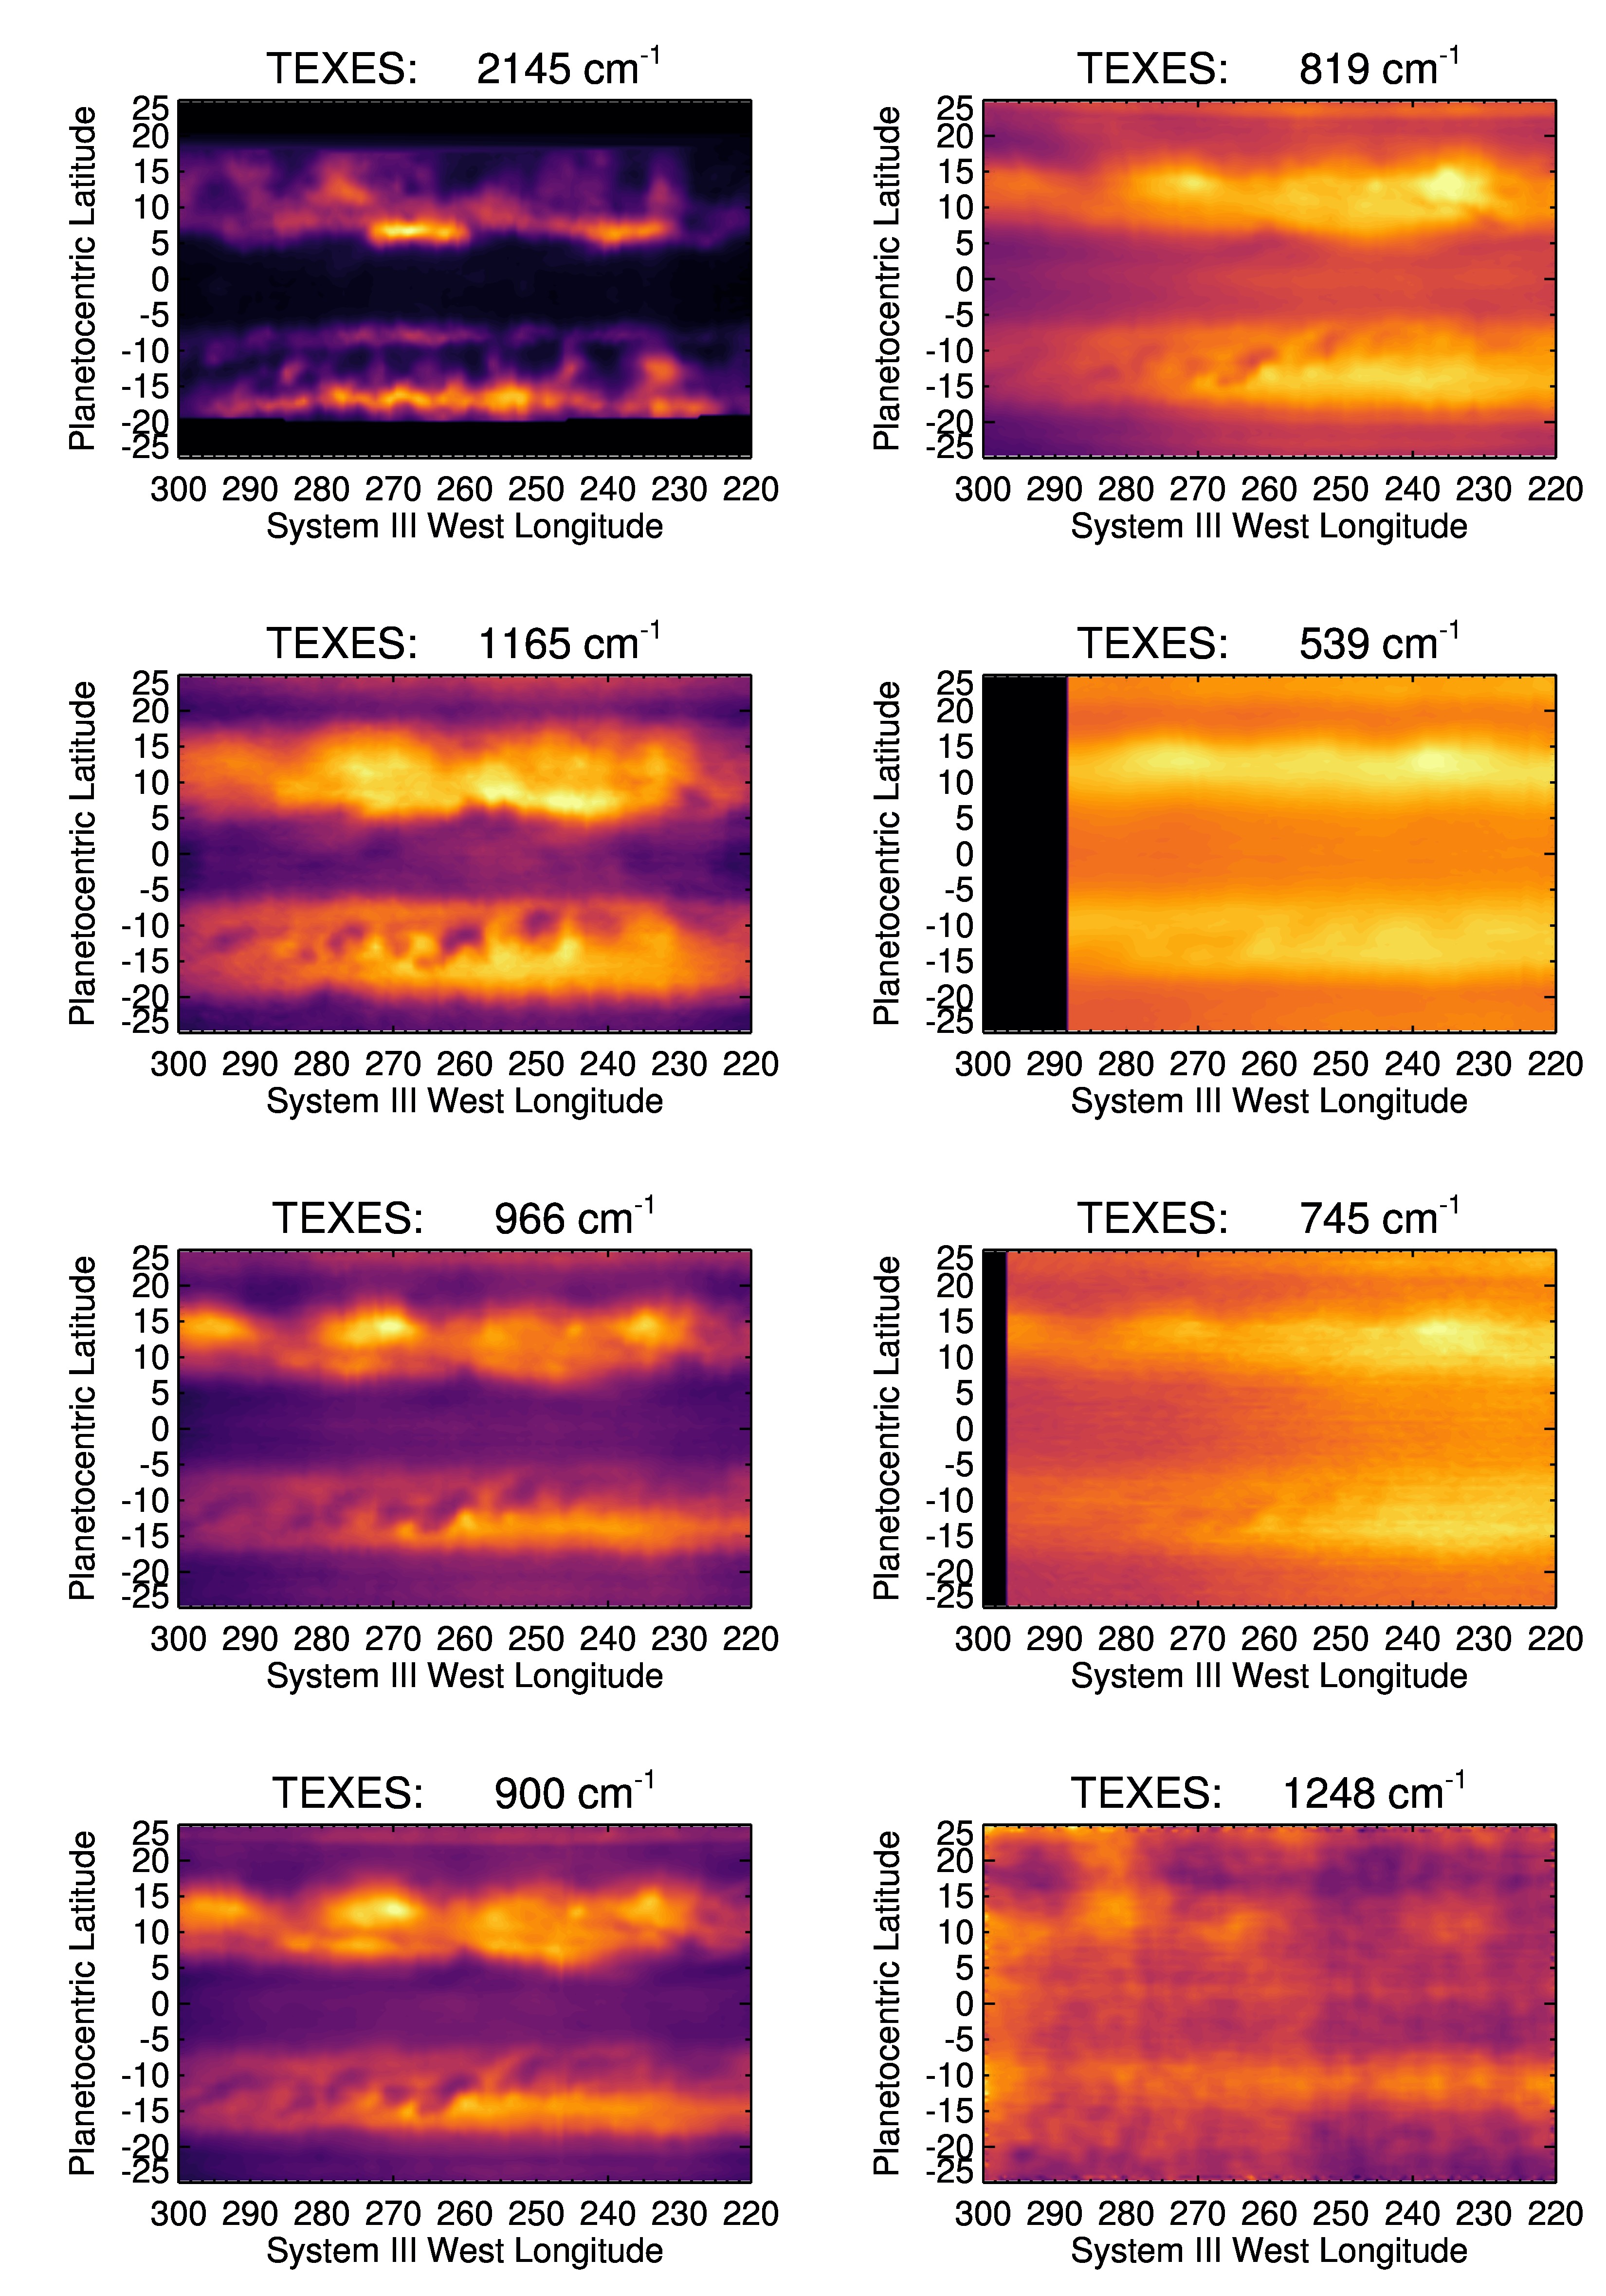 TEXES: 2145 cm⁻¹
Planetocentric Latitude
25
20
15
10
5
0
-5
-10
-15
-20
-25
300 290 280 270 260 250 240 230 220
System III West Longitude
TEXES: 819 cm⁻¹
Planetocentric Latitude
25
20
15
10
5
0
-5
-10
-15
-20
-25
300 290 280 270 260 250 240 230 220
System III West Longitude
TEXES: 1165 cm⁻¹
Planetocentric Latitude
25
20
15
10
5
0
-5
-10
-15
-20
-25
300 290 280 270 260 250 240 230 220
System III West Longitude
TEXES: 539 cm⁻¹
Planetocentric Latitude
25
20
15
10
5
0
-5
-10
-15
-20
-25
300 290 280 270 260 250 240 230 220
System III West Longitude
TEXES: 966 cm⁻¹
Planetocentric Latitude
25
20
15
10
5
0
-5
-10
-15
-20
-25
300 290 280 270 260 250 240 230 220
System III West Longitude
TEXES: 745 cm⁻¹
Planetocentric Latitude
25
20
15
10
5
0
-5
-10
-15
-20
-25
300 290 280 270 260 250 240 230 220
System III West Longitude
TEXES: 900 cm⁻¹
Planetocentric Latitude
25
20
15
10
5
0
-5
-10
-15
-20
-25
300 290 280 270 260 250 240 230 220
System III West Longitude
TEXES: 1248 cm⁻¹
Planetocentric Latitude
25
20
15
10
5
0
-5
-10
-15
-20
-25
300 290 280 270 260 250 240 230 220
System III West Longitude